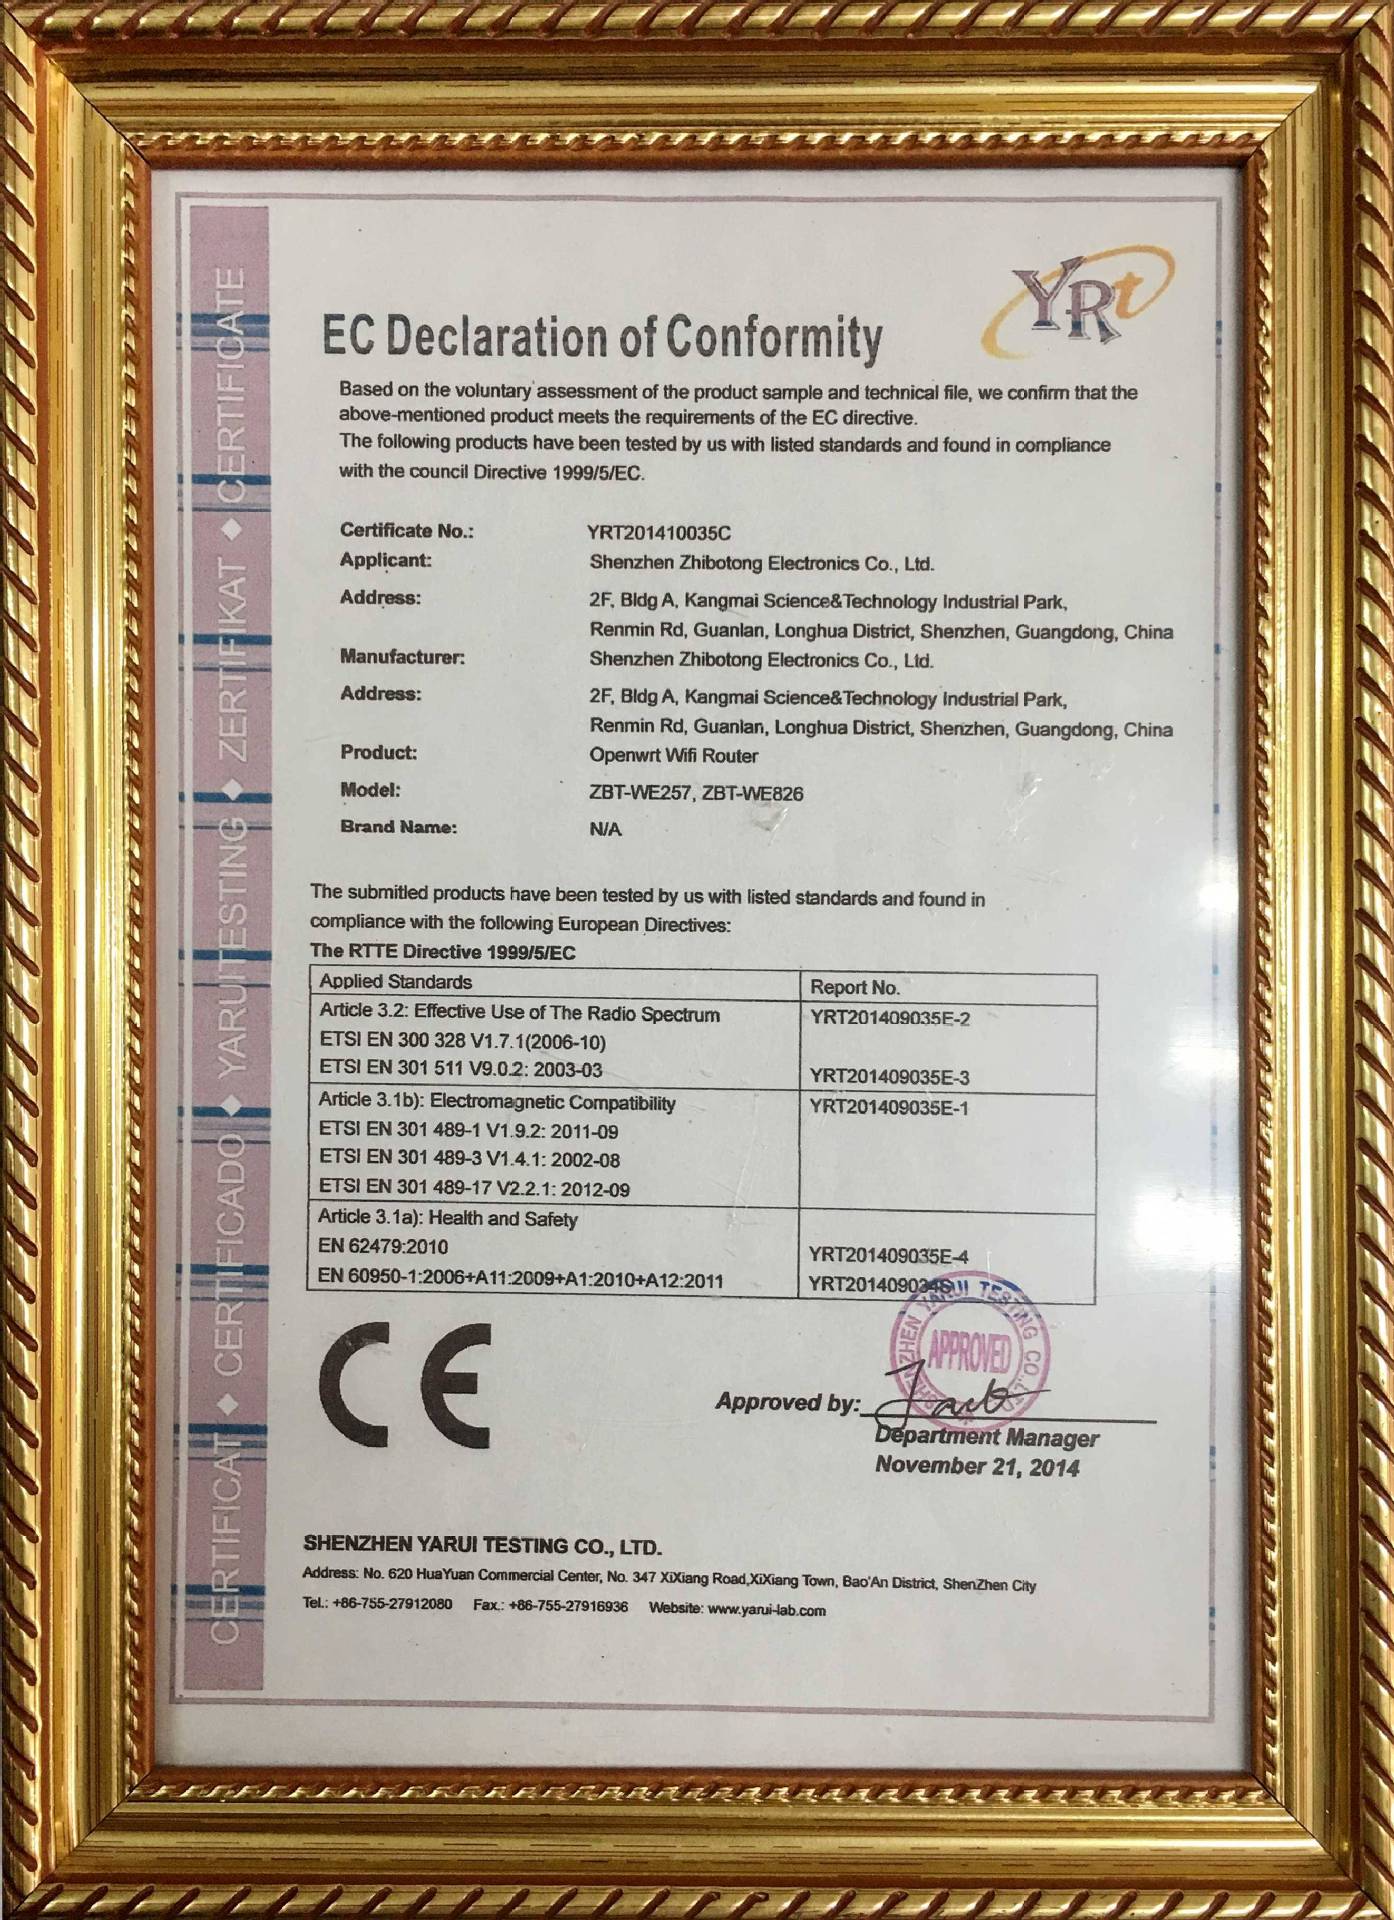 YRt
EC Declaration of Conformity
Based on the voluntary assessment of the product sample and technical file, we confirm that the
above-mentioned product meets the requirements of the EC directive.
The following products have been tested by us with listed standards and found in compliance
with the council Directive 1999/5/EC.
Certificate No.: YRT201410035C
Applicant: Shenzhen Zhibotong Electronics Co., Ltd.
Address: 2F, Bldg A, Kangmai Science&Technology Industrial Park,
Renmin Rd, Guanlan, Longhua District, Shenzhen, Guangdong, China
Manufacturer: Shenzhen Zhibotong Electronics Co., Ltd.
Address: 2F, Bldg A, Kangmai Science&Technology Industrial Park,
Renmin Rd, Guanlan, Longhua District, Shenzhen, Guangdong, China
Product: Openwrt Wifi Router
Model: ZBT-WE257, ZBT-WE826
Brand Name: N/A
The submitted products have been tested by us with listed standards and found in
compliance with the following European Directives:
The RTTE Directive 1999/5/EC
Applied Standards Report No.
Article 3.2: Effective Use of The Radio Spectrum YRT201409035E-2
ETSI EN 300 328 V1.7.1(2006-10)
ETSI EN 301 511 V9.0.2: 2003-03 YRT201409035E-3
Article 3.1b): Electromagnetic Compatibility YRT201409035E-1
ETSI EN 301 489-1 V1.9.2: 2011-09
ETSI EN 301 489-3 V1.4.1: 2002-08
ETSI EN 301 489-17 V2.2.1: 2012-09
Article 3.1a): Health and Safety
EN 62479:2010 YRT201409035E-4
EN 60950-1:2006+A11:2009+A1:2010+A12:2011 YRT201409034S
CE
SHENZHEN YARUI TESTING CO., LTD
APPROVED
Approved by:
Department Manager
November 21, 2014
SHENZHEN YARUI TESTING CO., LTD.
Address: No. 620 HuaYuan Commercial Center, No. 347 XiXiang Road,XiXiang Town, Bao'An District, ShenZhen City
Tel.: +86-755-27912080 Fax.: +86-755-27916936 Website: www.yarui-lab.com
CERTIFICAT ◆ CERTIFICADO ◆ YARUITESTING ◆ ZERTIFIKAT ◆ CERTIFICATE